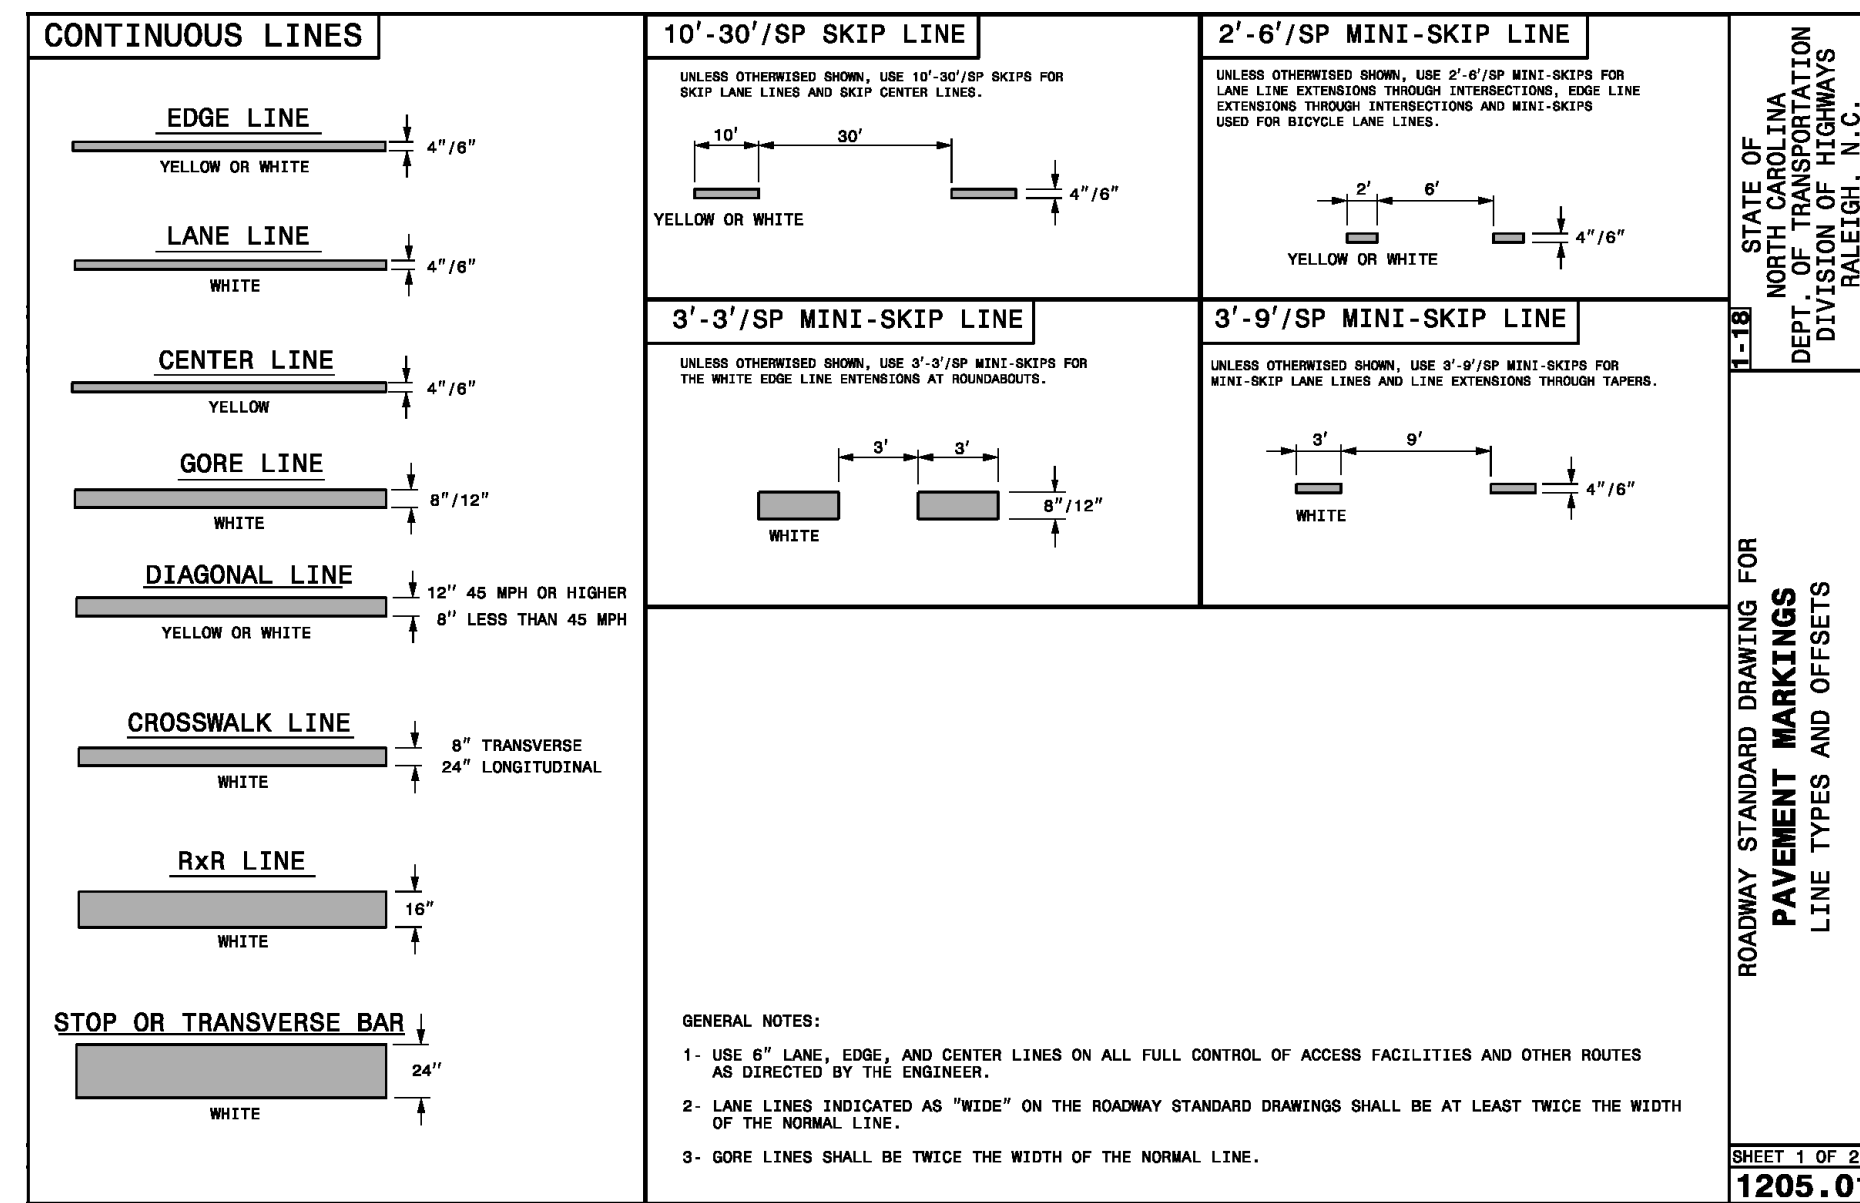 CONTINUOUS LINES
EDGE LINE
4"/6"
YELLOW OR WHITE
LANE LINE
4"/6"
WHITE
CENTER LINE
4"/6"
YELLOW
GORE LINE
8"/12"
WHITE
DIAGONAL LINE
12" 45 MPH OR HIGHER
8" LESS THAN 45 MPH
YELLOW OR WHITE
CROSSWALK LINE
8" TRANSVERSE
24" LONGITUDINAL
WHITE
RxR LINE
16"
WHITE
STOP OR TRANSVERSE BAR
24"
WHITE
10'-30'/SP SKIP LINE
UNLESS OTHERWISED SHOWN, USE 10'-30'/SP SKIPS FOR
SKIP LANE LINES AND SKIP CENTER LINES.
10' 30'
4"/6"
YELLOW OR WHITE
2'-6'/SP MINI-SKIP LINE
UNLESS OTHERWISED SHOWN, USE 2'-6'/SP MINI-SKIPS FOR
LANE LINE EXTENSIONS THROUGH INTERSECTIONS, EDGE LINE
EXTENSIONS THROUGH INTERSECTIONS AND MINI-SKIPS
USED FOR BICYCLE LANE LINES.
2' 6'
4"/6"
YELLOW OR WHITE
3'-3'/SP MINI-SKIP LINE
UNLESS OTHERWISED SHOWN, USE 3'-3'/SP MINI-SKIPS FOR
THE WHITE EDGE LINE ENTENSIONS AT ROUNDABOUTS.
3' 3'
8"/12"
WHITE
3'-9'/SP MINI-SKIP LINE
UNLESS OTHERWISED SHOWN, USE 3'-9'/SP MINI-SKIPS FOR
MINI-SKIP LANE LINES AND LINE EXTENSIONS THROUGH TAPERS.
3' 9'
4"/6"
WHITE
GENERAL NOTES:
1- USE 6" LANE, EDGE, AND CENTER LINES ON ALL FULL CONTROL OF ACCESS FACILITIES AND OTHER ROUTES
AS DIRECTED BY THE ENGINEER.
2- LANE LINES INDICATED AS "WIDE" ON THE ROADWAY STANDARD DRAWINGS SHALL BE AT LEAST TWICE THE WIDTH
OF THE NORMAL LINE.
3- GORE LINES SHALL BE TWICE THE WIDTH OF THE NORMAL LINE.
STATE OF
NORTH CAROLINA
DEPT. OF TRANSPORTATION
DIVISION OF HIGHWAYS
RALEIGH, N.C.
1-18
ROADWAY STANDARD DRAWING FOR
PAVEMENT MARKINGS
LINE TYPES AND OFFSETS
SHEET 1 OF 2
1205.01